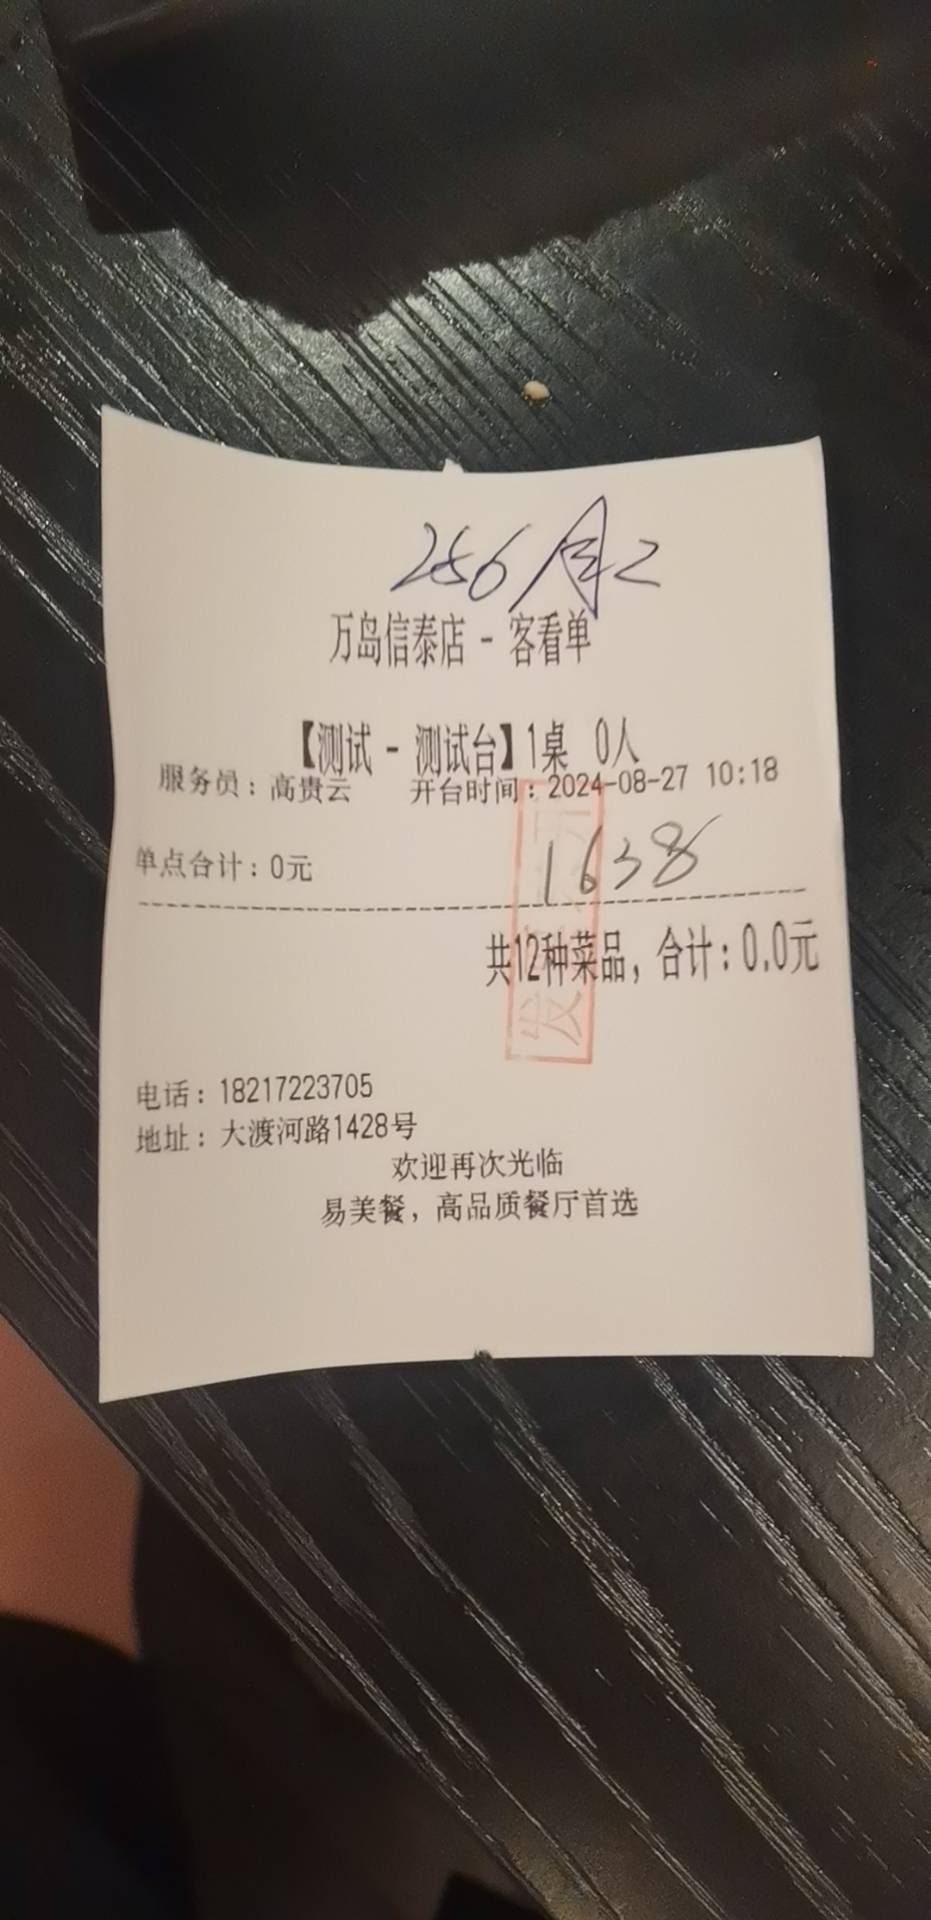 256
万岛信泰店 - 客看单
【测试 - 测试台】1桌 0人
服务员：高贵云 开台时间：2024-08-27 10:18
单点合计：0元
1638
共12种菜品，合计：0.0元
电话：18217223705
地址：大渡河路1428号
欢迎再次光临
易美餐，高品质餐厅首选